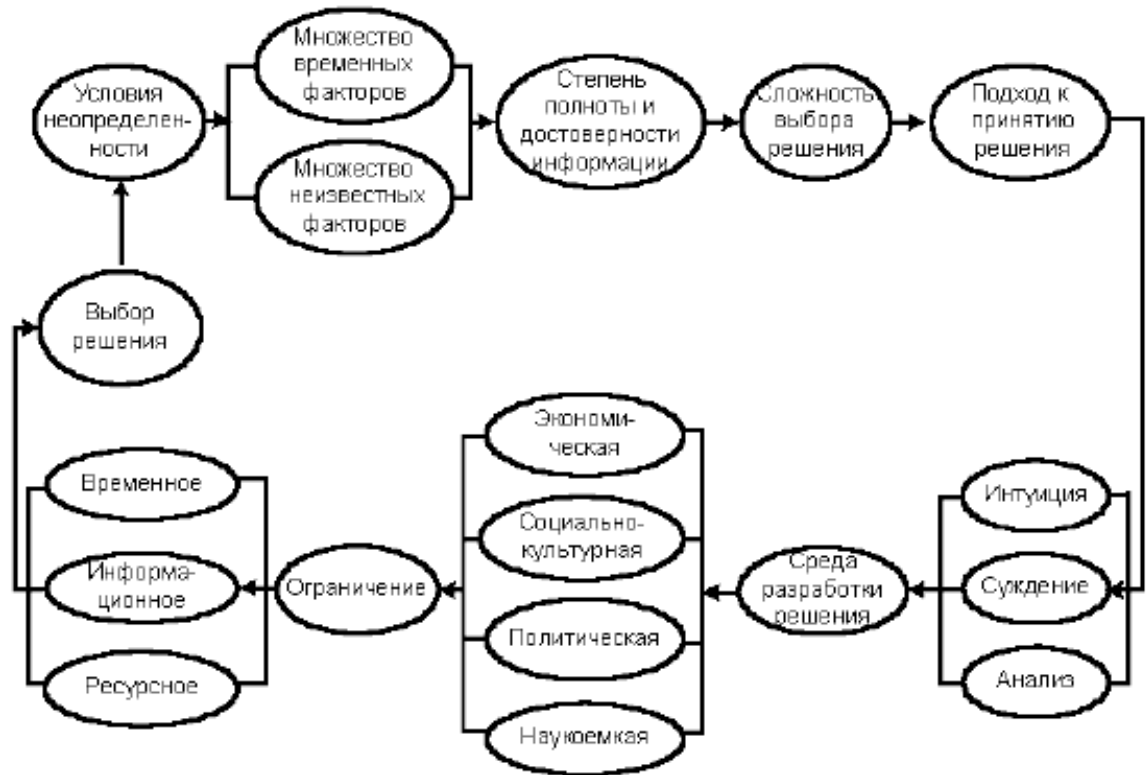 Условия
неопределен-
ности
Множество
временных
факторов
Множество
неизвестных
факторов
Степень
полноты и
достоверности
информации
Сложность
выбора
решения
Подход к
принятию
решения
Выбор
решения
Экономи-
ческая
Социально-
культурная
Политическая
Наукоемкая
Временное
Информа-
ционное
Ресурсное
Ограничение
Среда
разработки
решения
Интуиция
Суждение
Анализ